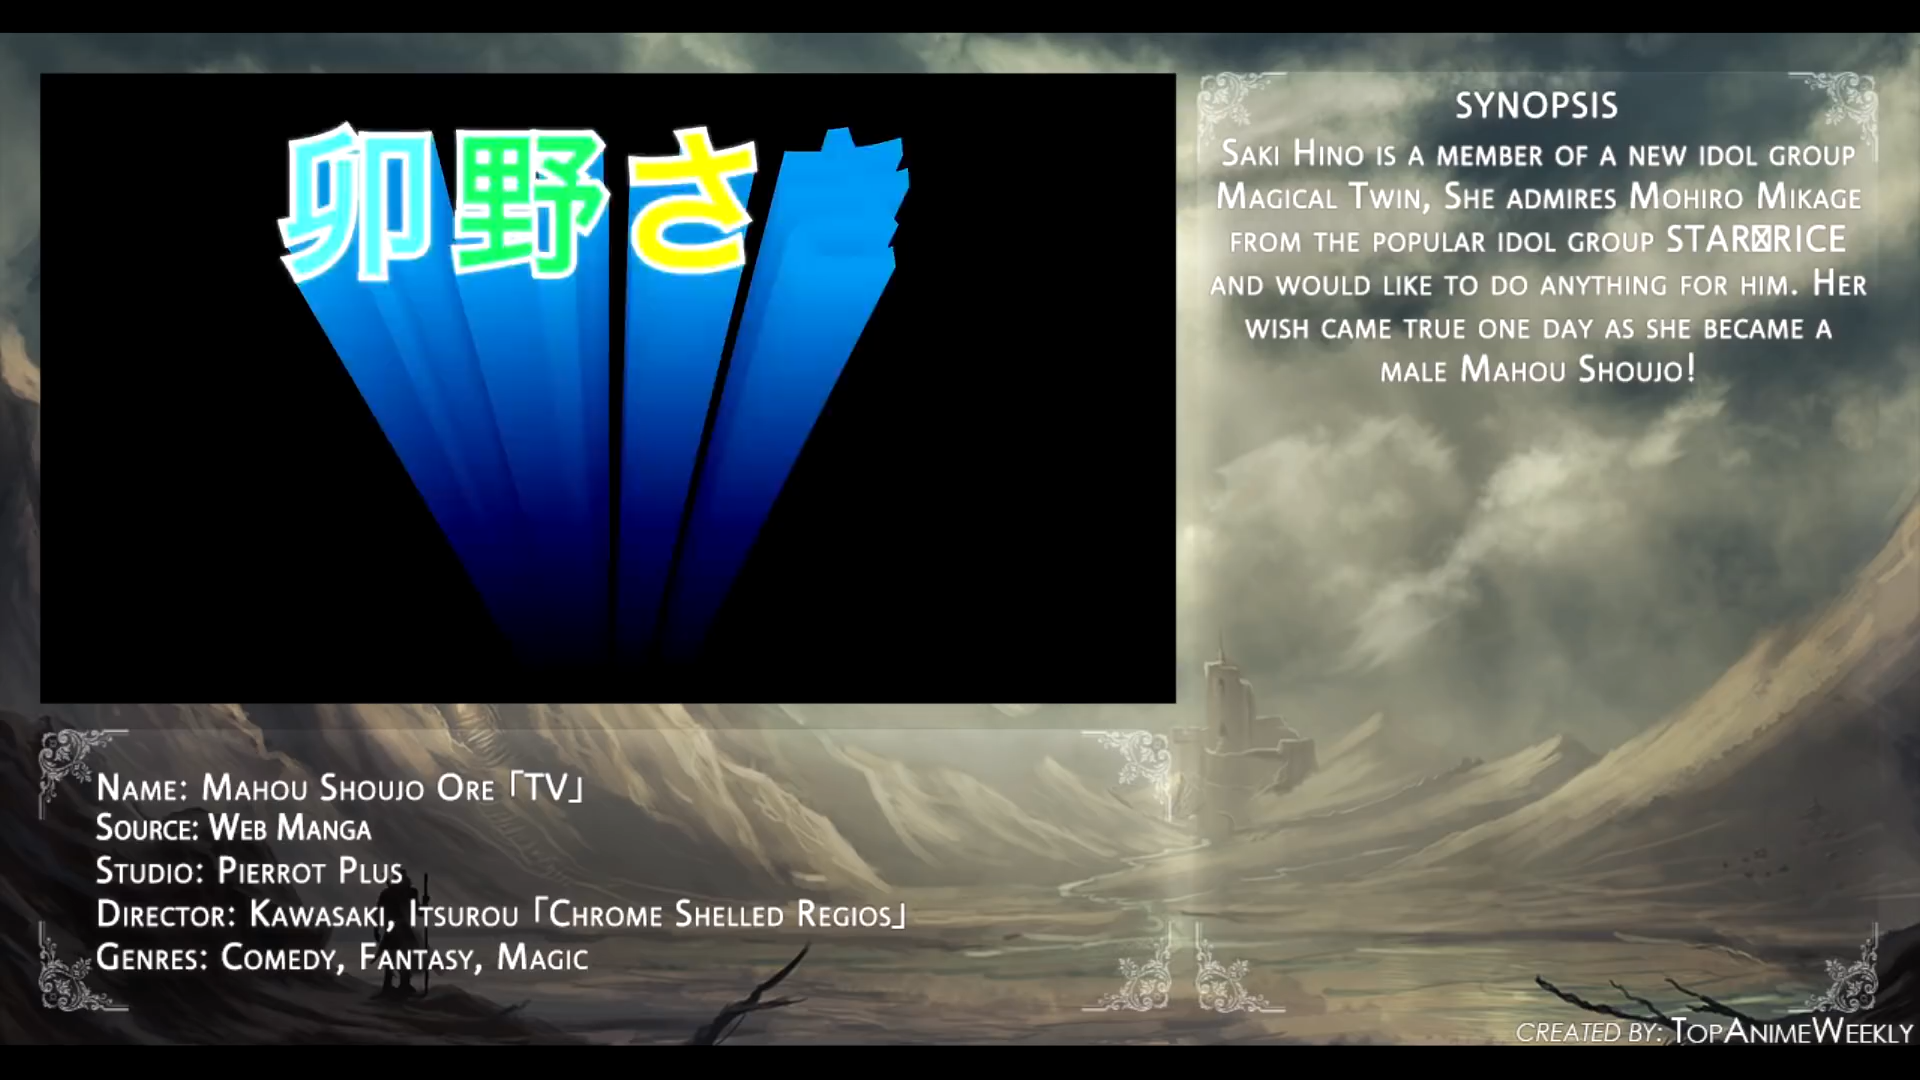 卯野さ
SYNOPSIS
Saki Hino is a member of a new idol group
Magical Twin, She admires Mohiro Mikage
from the popular idol group STAR☒RICE
and would like to do anything for him. Her
wish came true one day as she became a
male Mahou Shoujo!
Name: Mahou Shoujo Ore「TV」
Source: Web Manga
Studio: Pierrot Plus
Director: Kawasaki, Itsurou「Chrome Shelled Regios」
Genres: Comedy, Fantasy, Magic
CREATED BY: TopAnimeWeekly